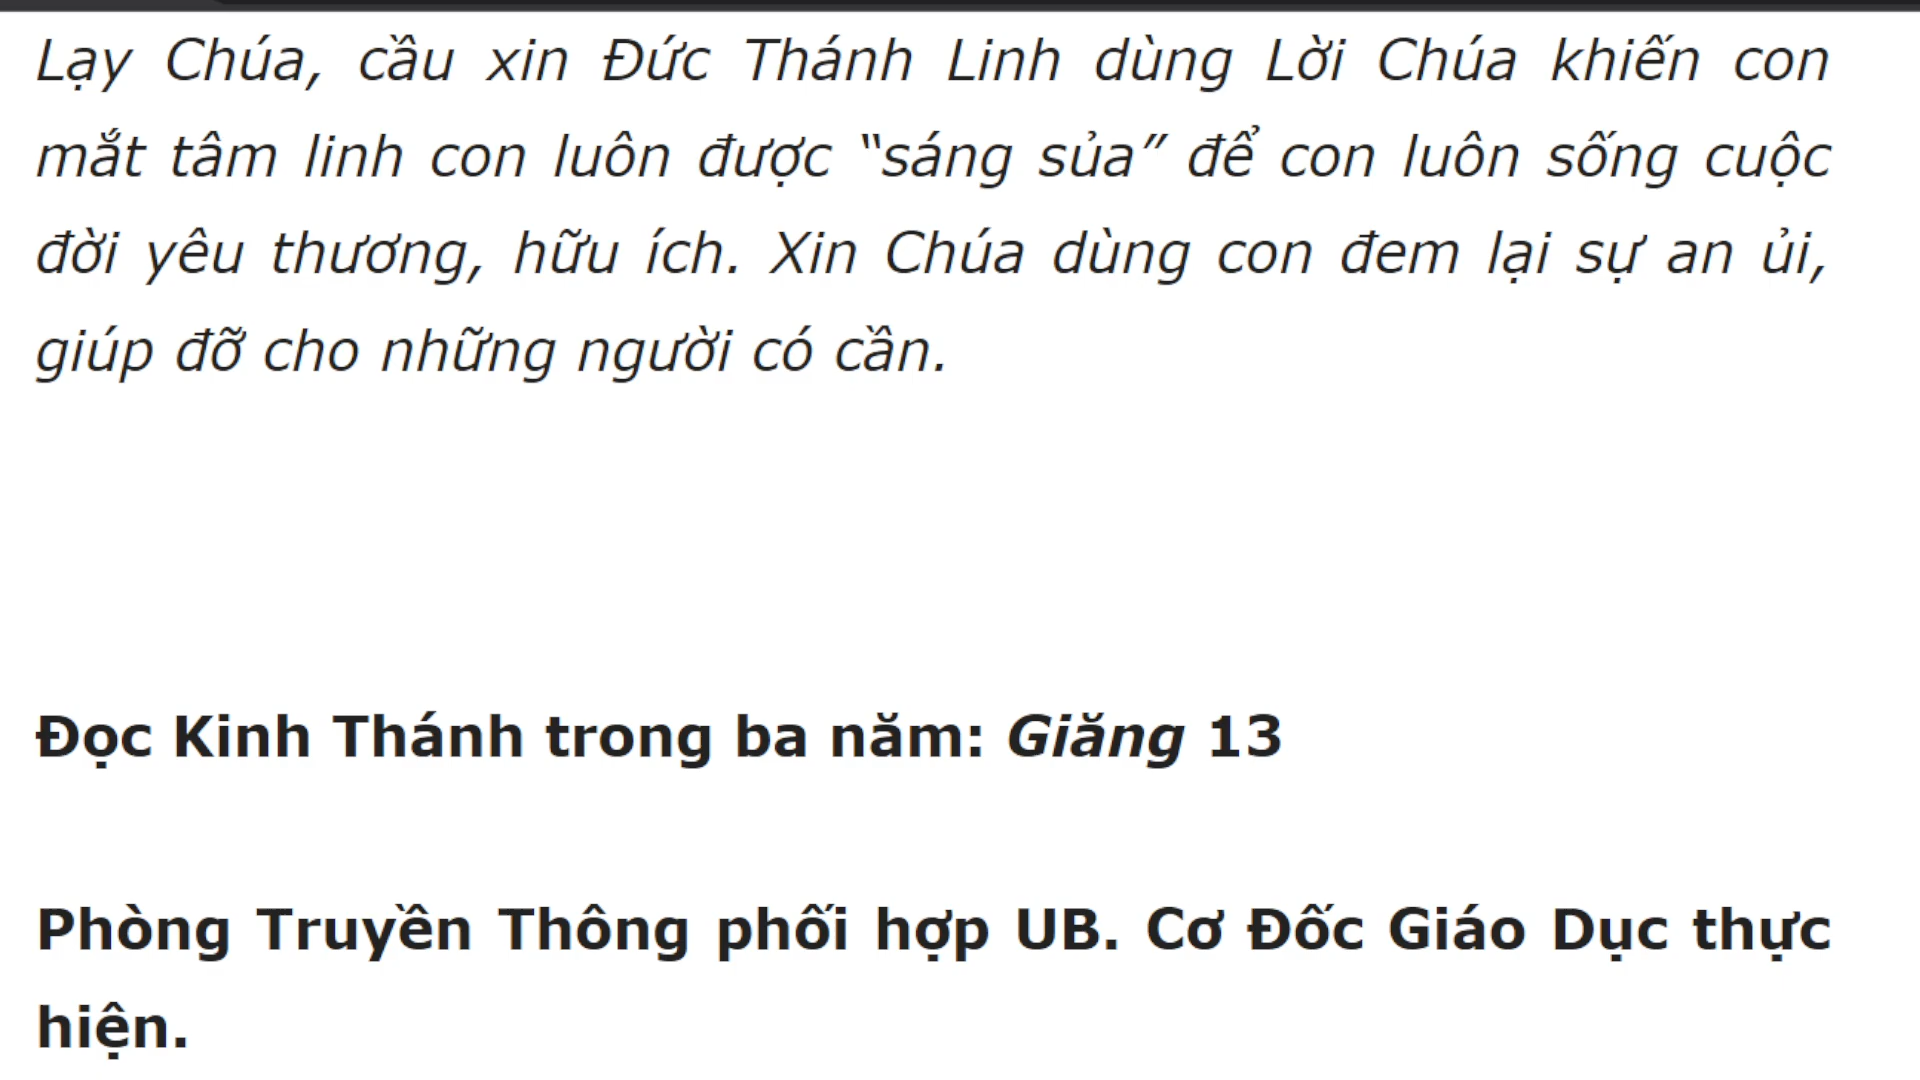 Lạy Chúa, cầu xin Đức Thánh Linh dùng Lời Chúa khiến con
mắt tâm linh con luôn được “sáng sủa” để con luôn sống cuộc
đời yêu thương, hữu ích. Xin Chúa dùng con đem lại sự an ủi,
giúp đỡ cho những người có cần.
Đọc Kinh Thánh trong ba năm: Giăng 13
Phòng Truyền Thông phối hợp UB. Cơ Đốc Giáo Dục thực
hiện.